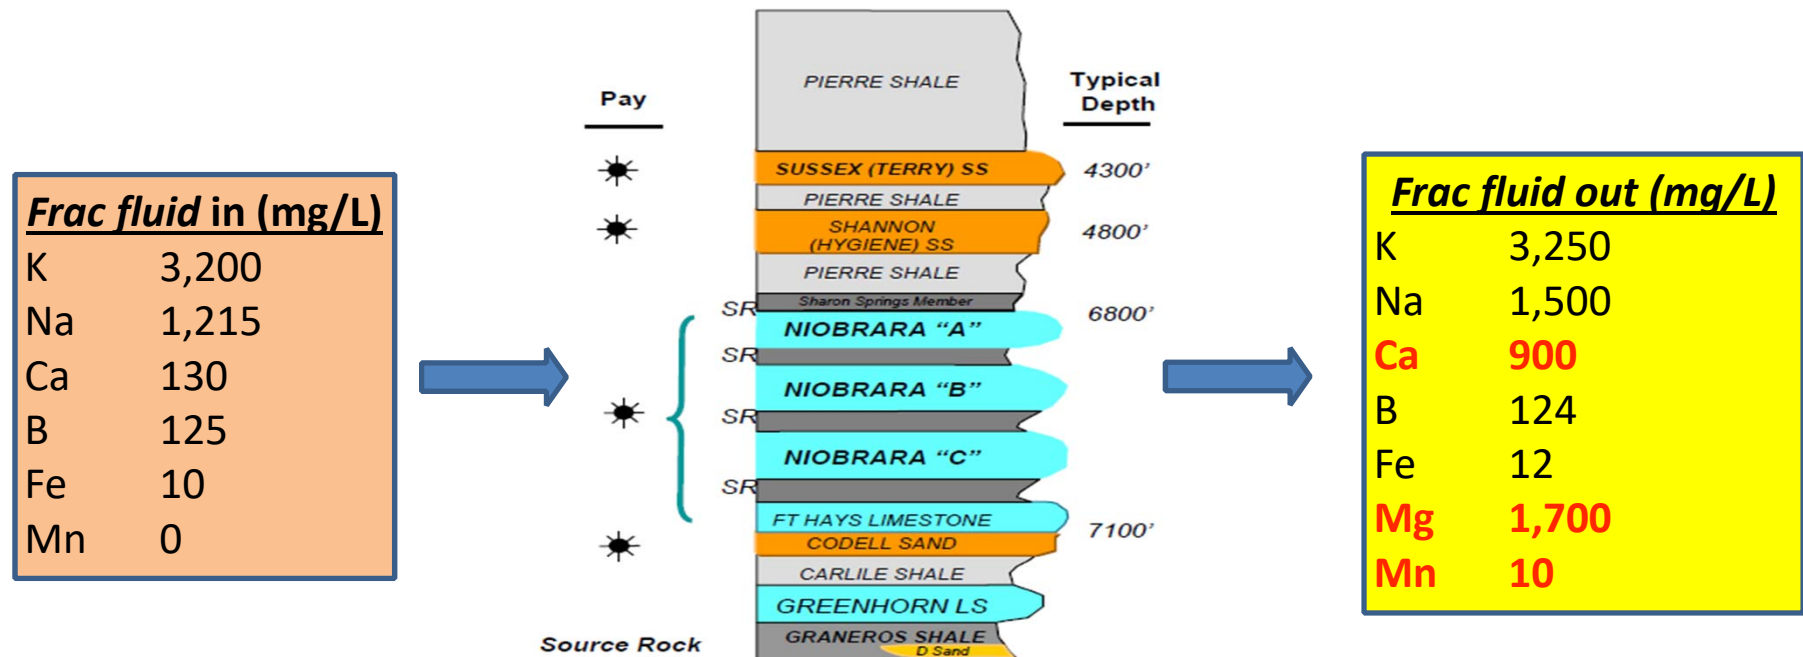 Frac fluid in (mg/L)
K 3,200
Na 1,215
Ca 130
B 125
Fe 10
Mn 0
Pay
Typical
Depth
PIERRE SHALE
SUSSEX (TERRY) SS
4300'
PIERRE SHALE
SHANNON
(HYGIENE) SS
4800'
PIERRE SHALE
Sharon Springs Member
SR
6800'
NIOBRARA “A”
SR
NIOBRARA “B”
SR
NIOBRARA “C”
SR
FT HAYS LIMESTONE
7100'
CODELL SAND
CARLILE SHALE
GREENHORN LS
GRANEROS SHALE
Source Rock
D Sand
Frac fluid out (mg/L)
K 3,250
Na 1,500
Ca 900
B 124
Fe 12
Mg 1,700
Mn 10